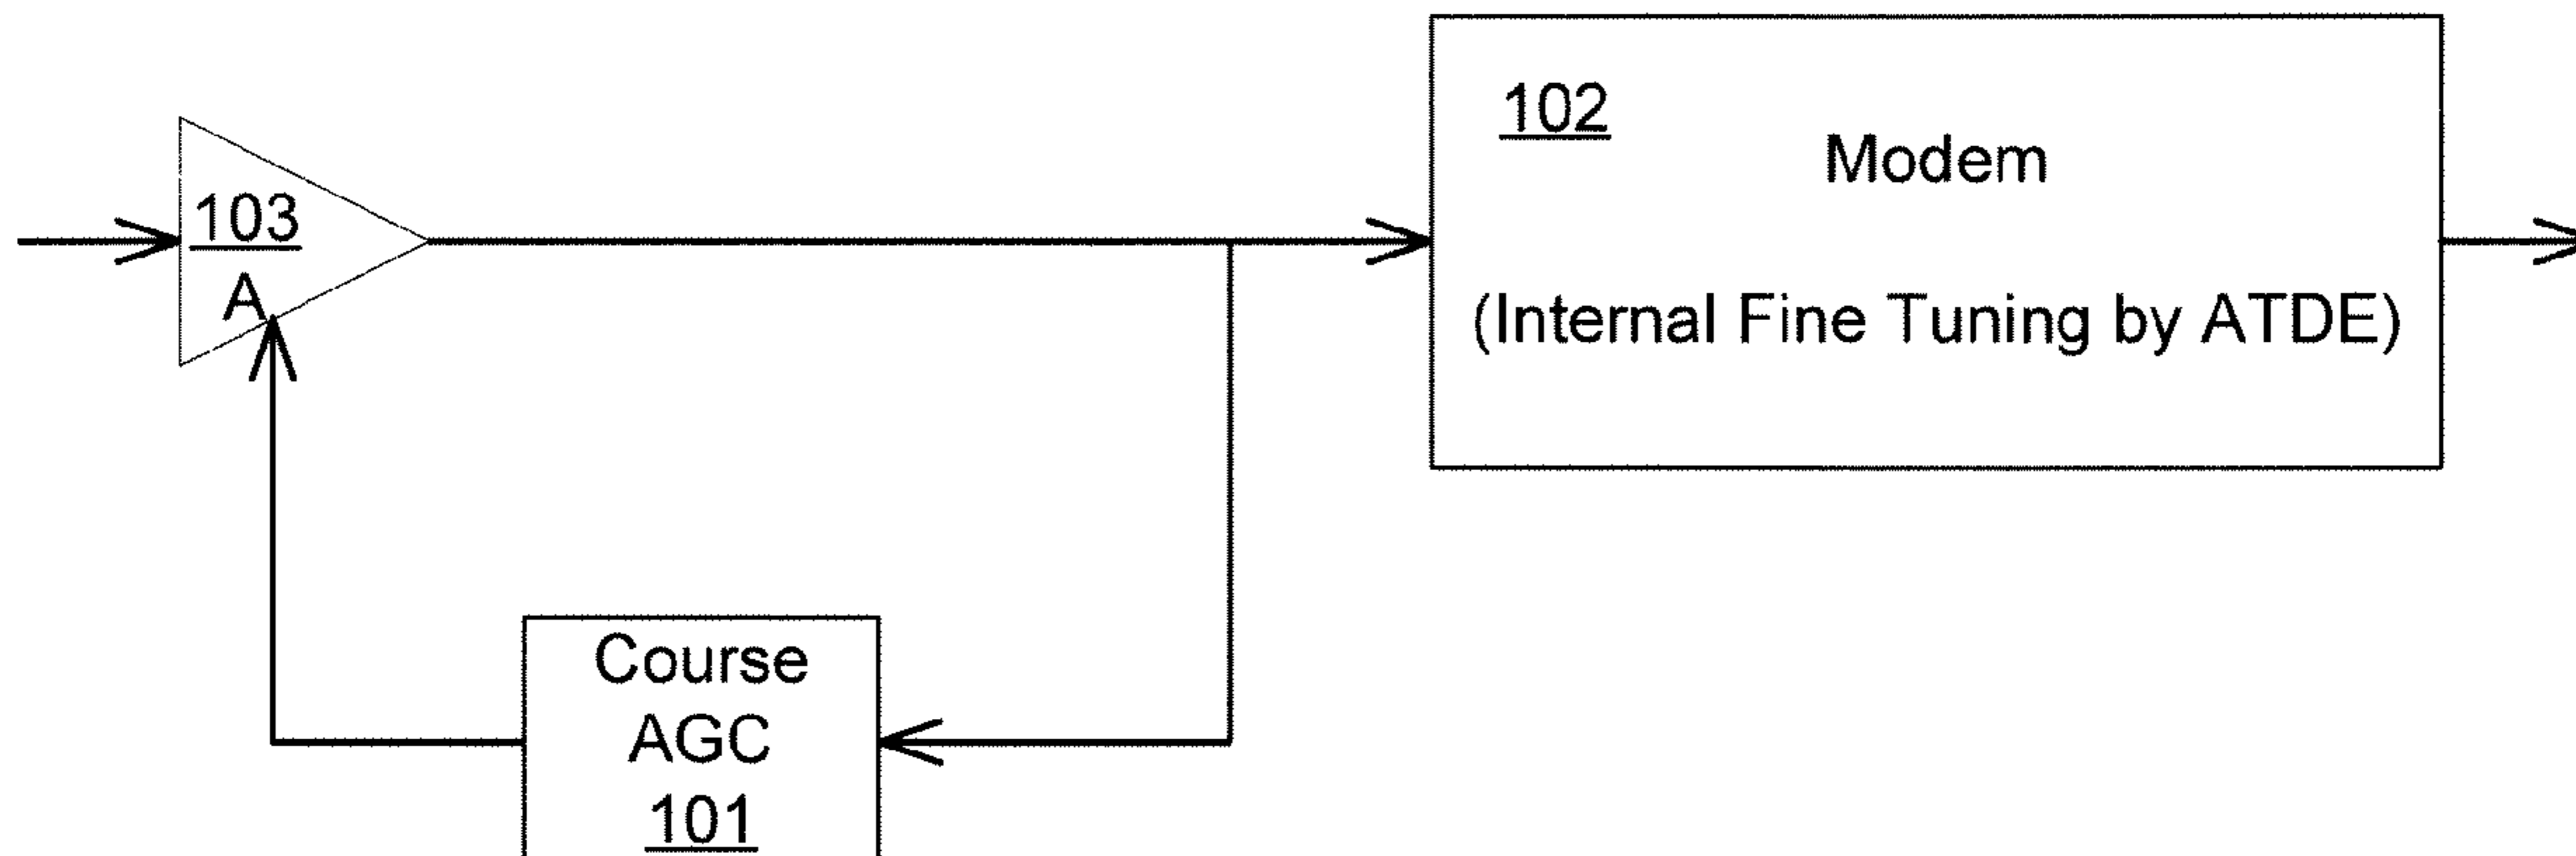 102
Modem
(Internal Fine Tuning by ATDE)
103
A
Course
AGC
101